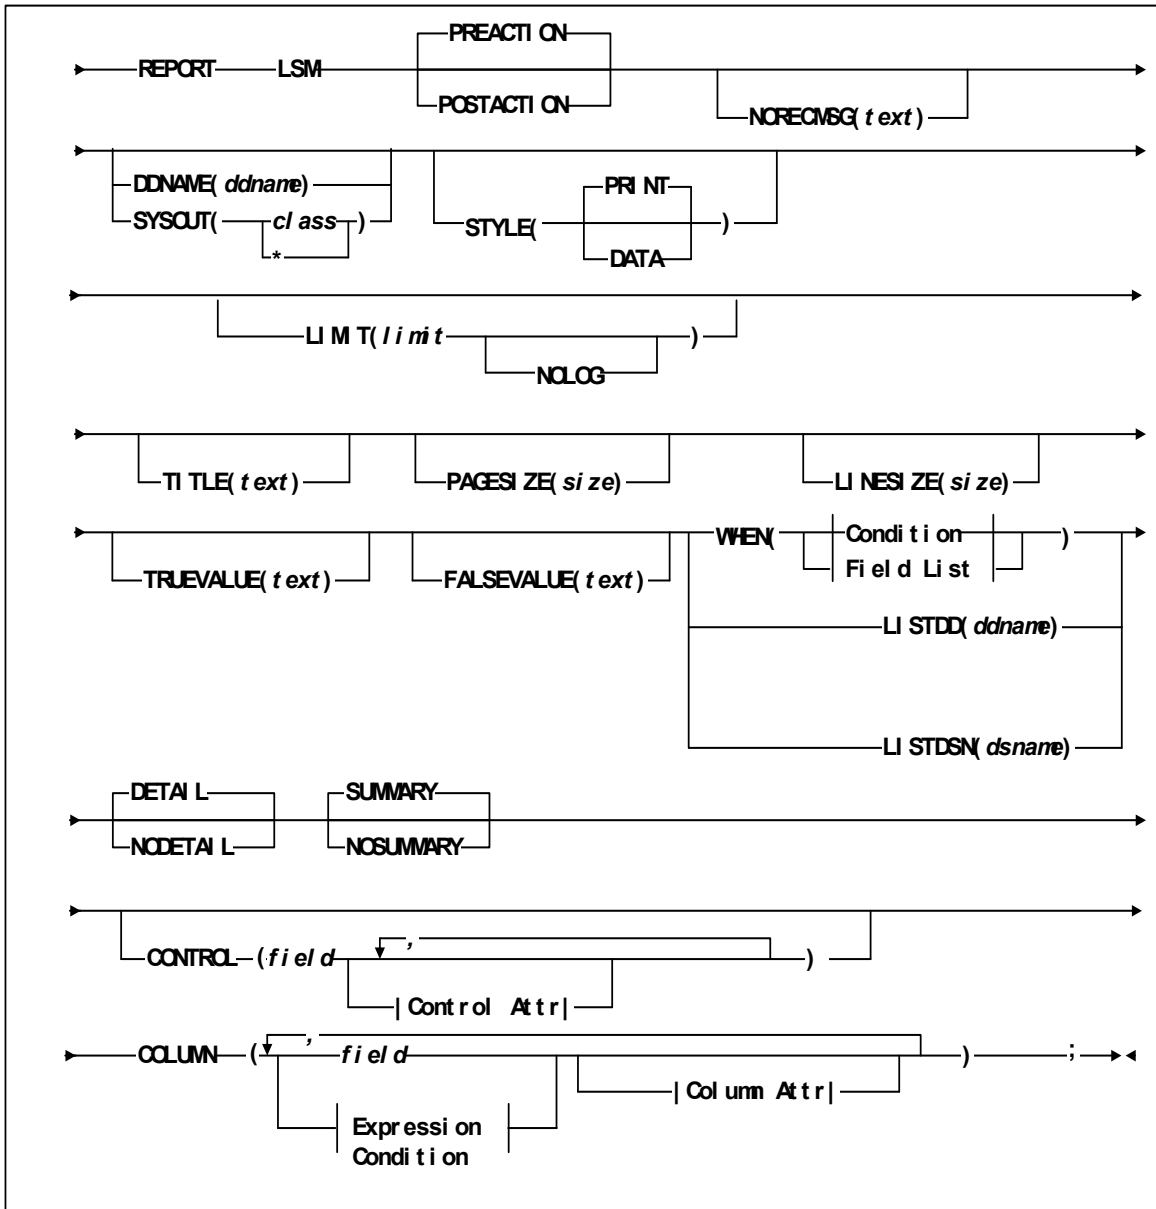 PREACTION
REPORT LSM
POSTACTION
NORECMSG(text)
DDNAME(ddname)
SYSOUT( class )
*
PRINT
STYLE( )
DATA
LIMIT(limit )
NOLOG
TITLE(text) PAGESIZE(size) LINESIZE(size)
WHEN( Condition )
Field List
TRUEVALUE(text) FALSEVALUE(text)
LISTDD(ddname)
LISTDSN(dsname)
DETAIL SUMMARY
NODETAIL NOSUMMARY
,
CONTROL (field )
|Control Attr|
,
COLUMN ( field ) ;
|Column Attr|
Expression
Condition